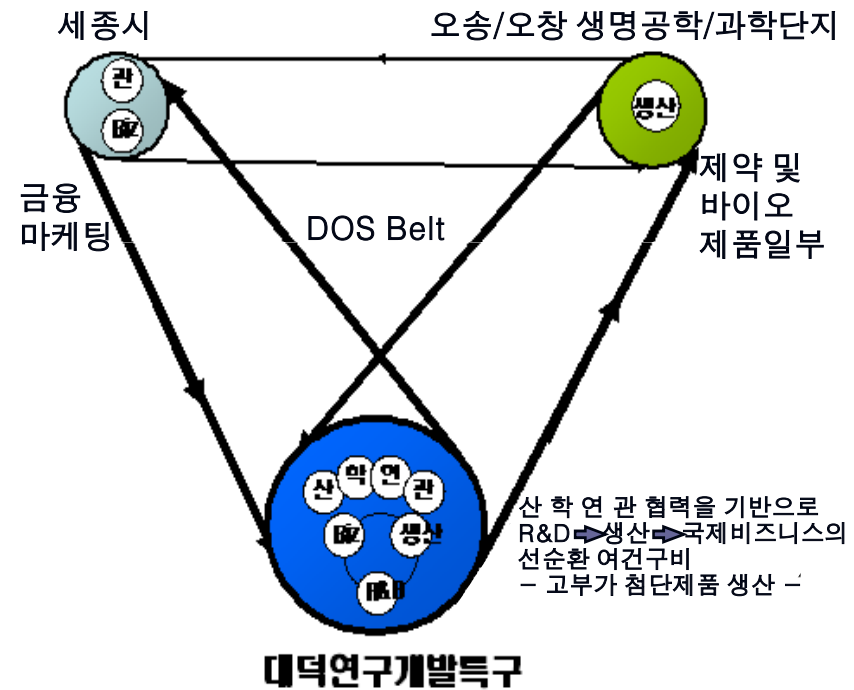 세종시
오송/오창 생명공학/과학단지
관
Biz
생산
금융
마케팅
DOS Belt
제약 및
바이오
제품일부
산 학 연 관
Biz 생산
R&D
산 학 연 관 협력을 기반으로
R&D 생산 국제비즈니스의
선순환 여건구비
- 고부가 첨단제품 생산 -
대덕연구개발특구